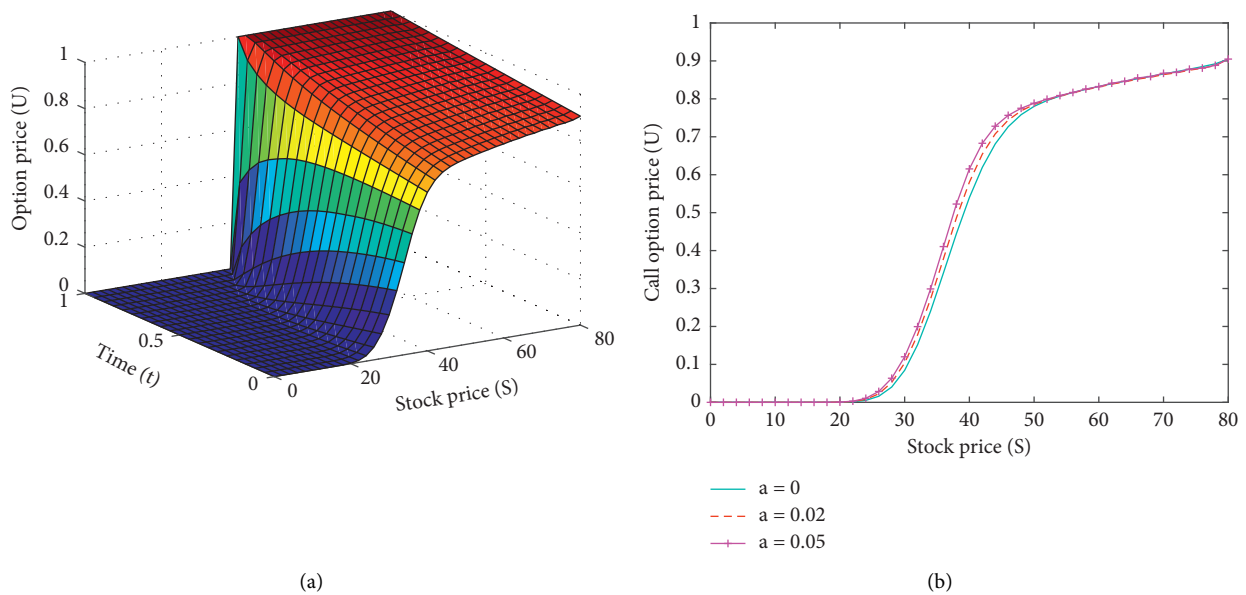 1
0.8
0.6
0.4
0.2
0
Option price (U)
1
0.5
0
Time (t)
0
20
40
60
80
Stock price (S)
(a)
1
0.9
0.8
0.7
0.6
0.5
0.4
0.3
0.2
0.1
0
Call option price (U)
0 10 20 30 40 50 60 70 80
Stock price (S)
a = 0
a = 0.02
a = 0.05
(b)